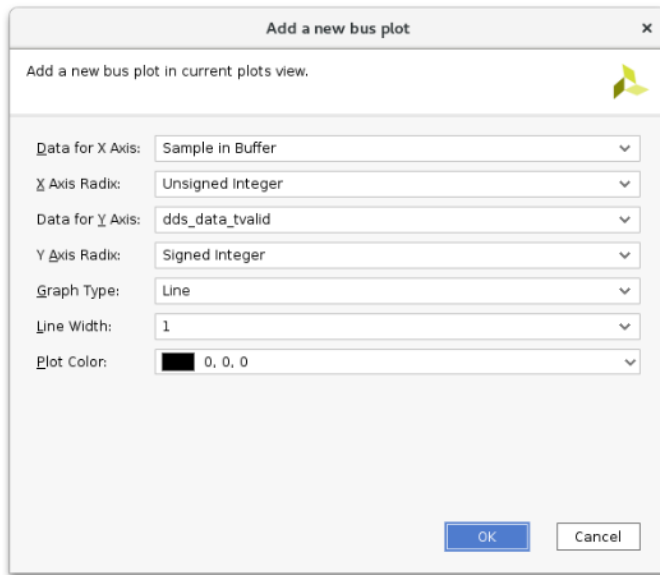 Add a new bus plot
Add a new bus plot in current plots view.
Data for X Axis: Sample in Buffer
X Axis Radix: Unsigned Integer
Data for Y Axis: dds_data_tvalid
Y Axis Radix: Signed Integer
Graph Type: Line
Line Width: 1
Plot Color: 0, 0, 0
OK Cancel